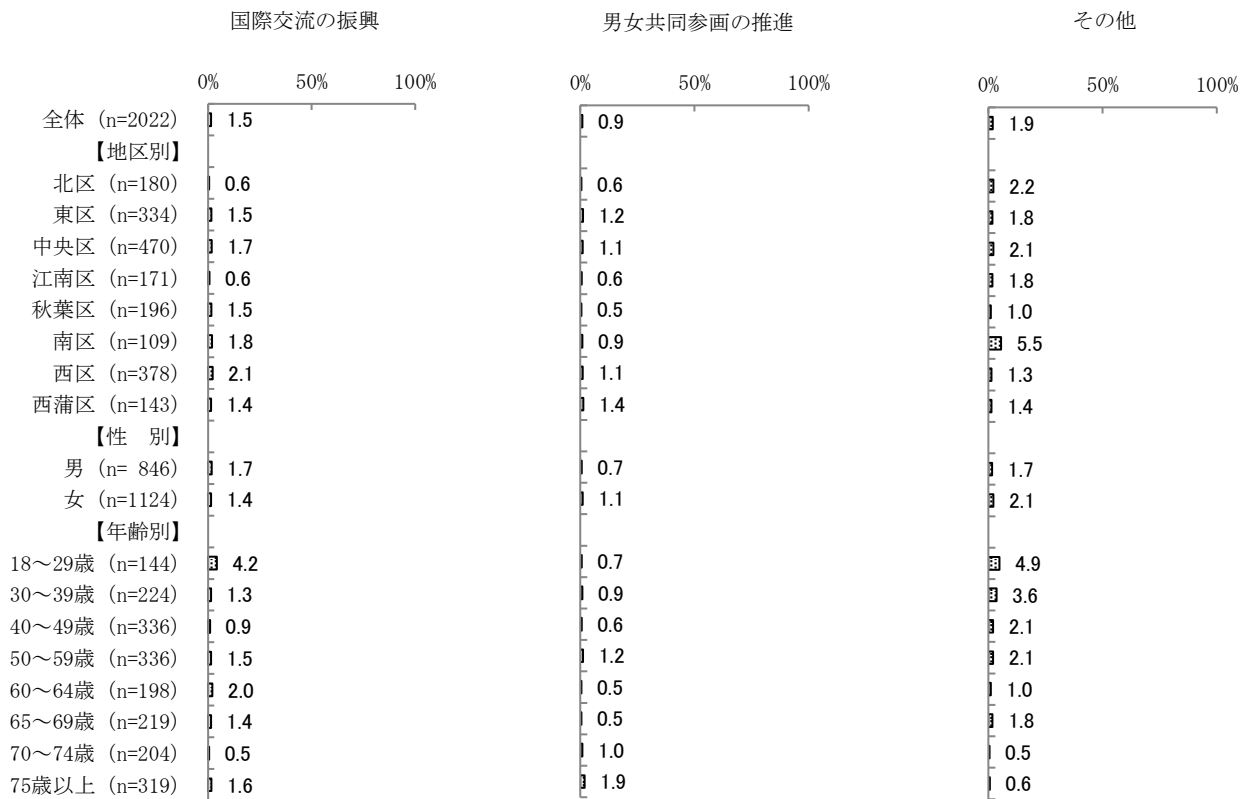 国際交流の振興 男女共同参画の推進 その他
0% 50% 100% 0% 50% 100% 0% 50% 100%
全体 (n=2022) 1.5 0.9 1.9
【地区別】
北区 (n=180) 0.6 0.6 2.2
東区 (n=334) 1.5 1.2 1.8
中央区 (n=470) 1.7 1.1 2.1
江南区 (n=171) 0.6 0.6 1.8
秋葉区 (n=196) 1.5 0.5 1.0
南区 (n=109) 1.8 0.9 5.5
西区 (n=378) 2.1 1.1 1.3
西蒲区 (n=143) 1.4 1.4 1.4
【性　別】
男 (n= 846) 1.7 0.7 1.7
女 (n=1124) 1.4 1.1 2.1
【年齢別】
18～29歳 (n=144) 4.2 0.7 4.9
30～39歳 (n=224) 1.3 0.9 3.6
40～49歳 (n=336) 0.9 0.6 2.1
50～59歳 (n=336) 1.5 1.2 2.1
60～64歳 (n=198) 2.0 0.5 1.0
65～69歳 (n=219) 1.4 0.5 1.8
70～74歳 (n=204) 0.5 1.0 0.5
75歳以上 (n=319) 1.6 1.9 0.6